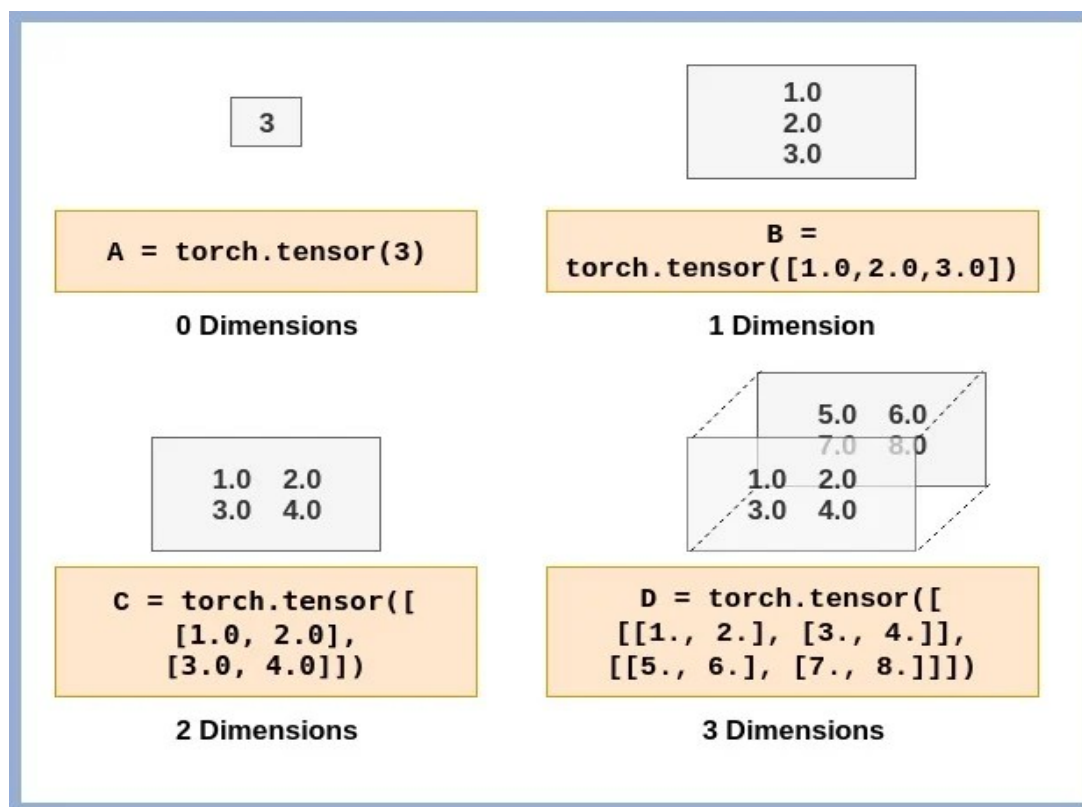 3
A = torch.tensor(3)
0 Dimensions
1.0
2.0
3.0
B =
torch.tensor([1.0,2.0,3.0])
1 Dimension
1.0 2.0
3.0 4.0
C = torch.tensor([
[1.0, 2.0],
[3.0, 4.0]])
2 Dimensions
5.0 6.0
7.0 8.0
1.0 2.0
3.0 4.0
D = torch.tensor([
[[1., 2.], [3., 4.]],
[[5., 6.], [7., 8.]]])
3 Dimensions